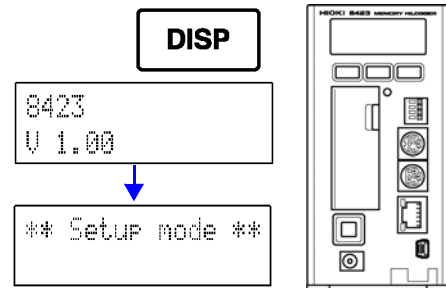 DISP
8423
V 1.00
** Setup mode **
HIOKI 8423 MEMORY HiLOGGER